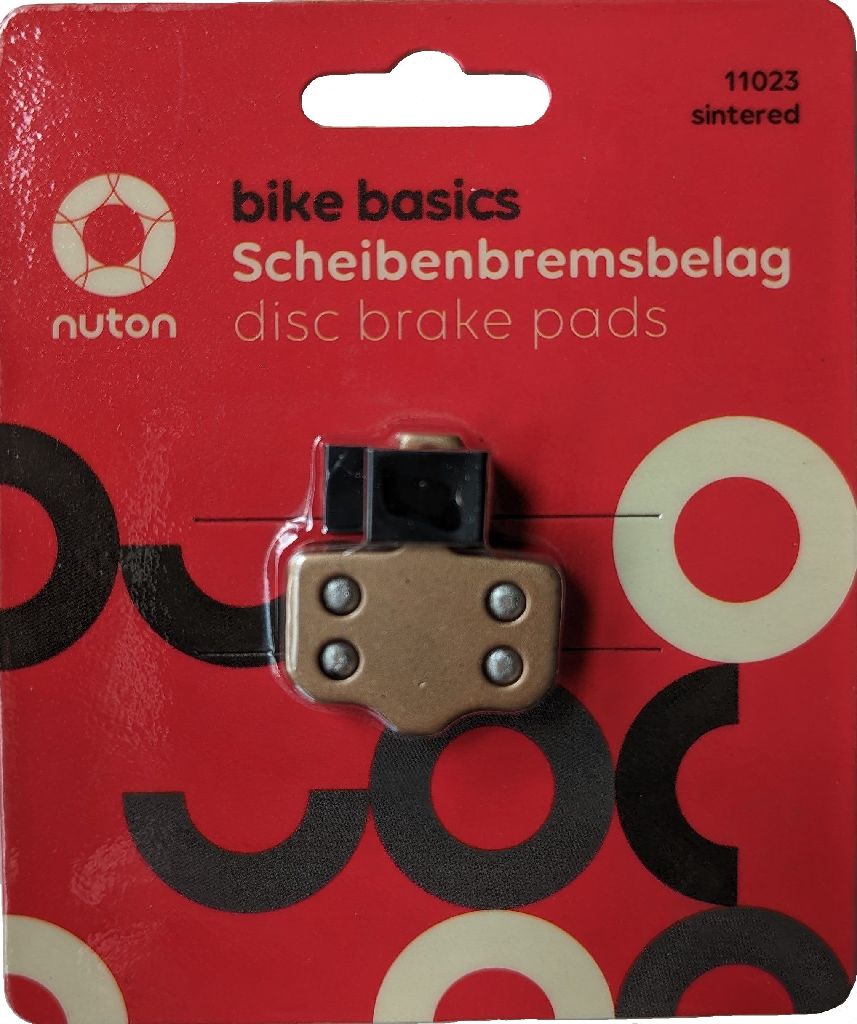 11023
sintered
bike basics
Scheibenbremsbelag
disc brake pads
nuton